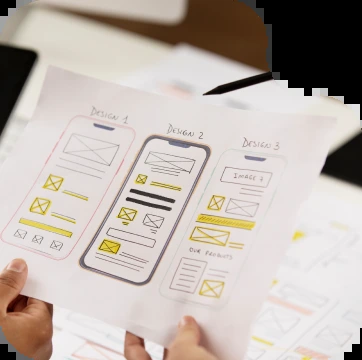 DESIGN 1
DESIGN 2
DESIGN 3
IMAGE 1
OUR PRODUCTS